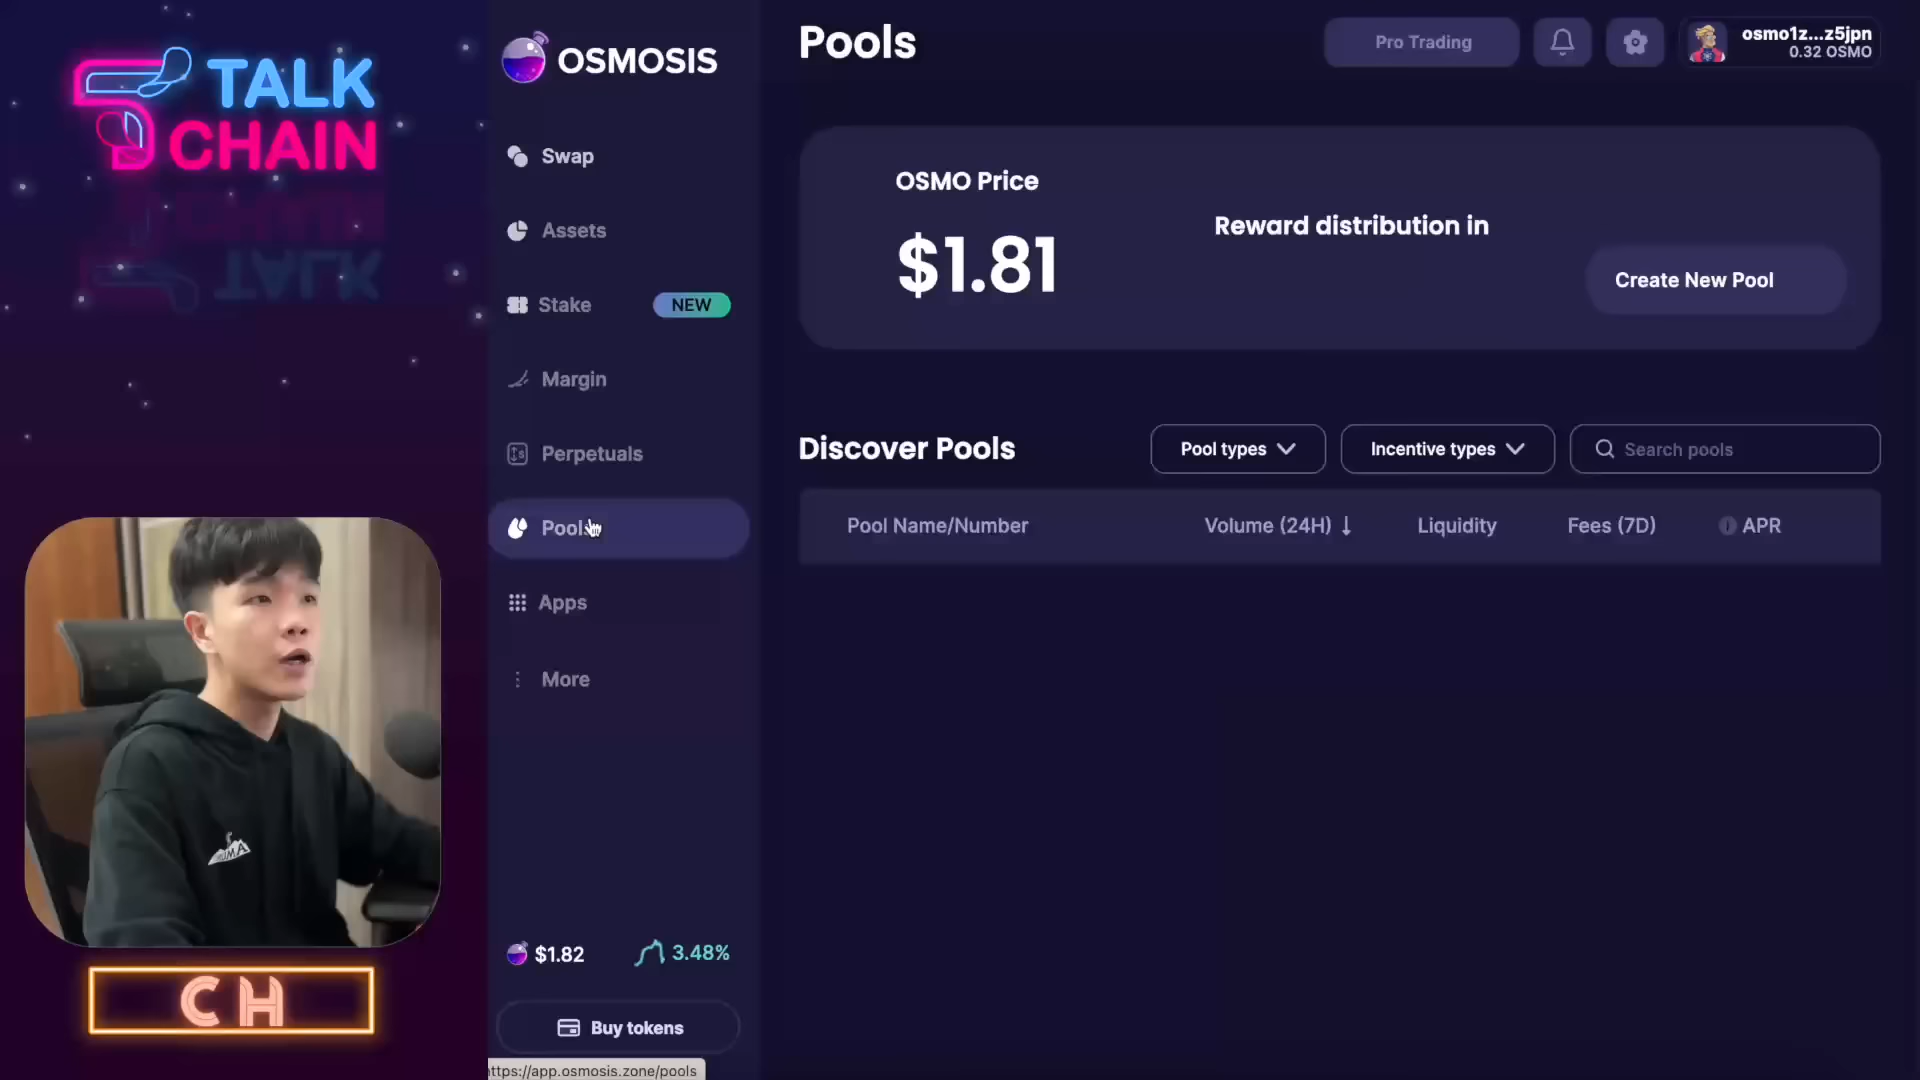 TALK
CHAIN
OSMOSIS
Swap
Assets
Stake
NEW
Margin
Perpetuals
Pools
Apps
More
$1.82
3.48%
Buy tokens
ttps://app.osmosis.zone/pools
Pools
Pro Trading
osmo1z...z5jpn
0.32 OSMO
OSMO Price
$1.81
Reward distribution in
Create New Pool
Discover Pools
Pool types
Incentive types
Search pools
Pool Name/Number
Volume (24H) ↓
Liquidity
Fees (7D)
APR
CH